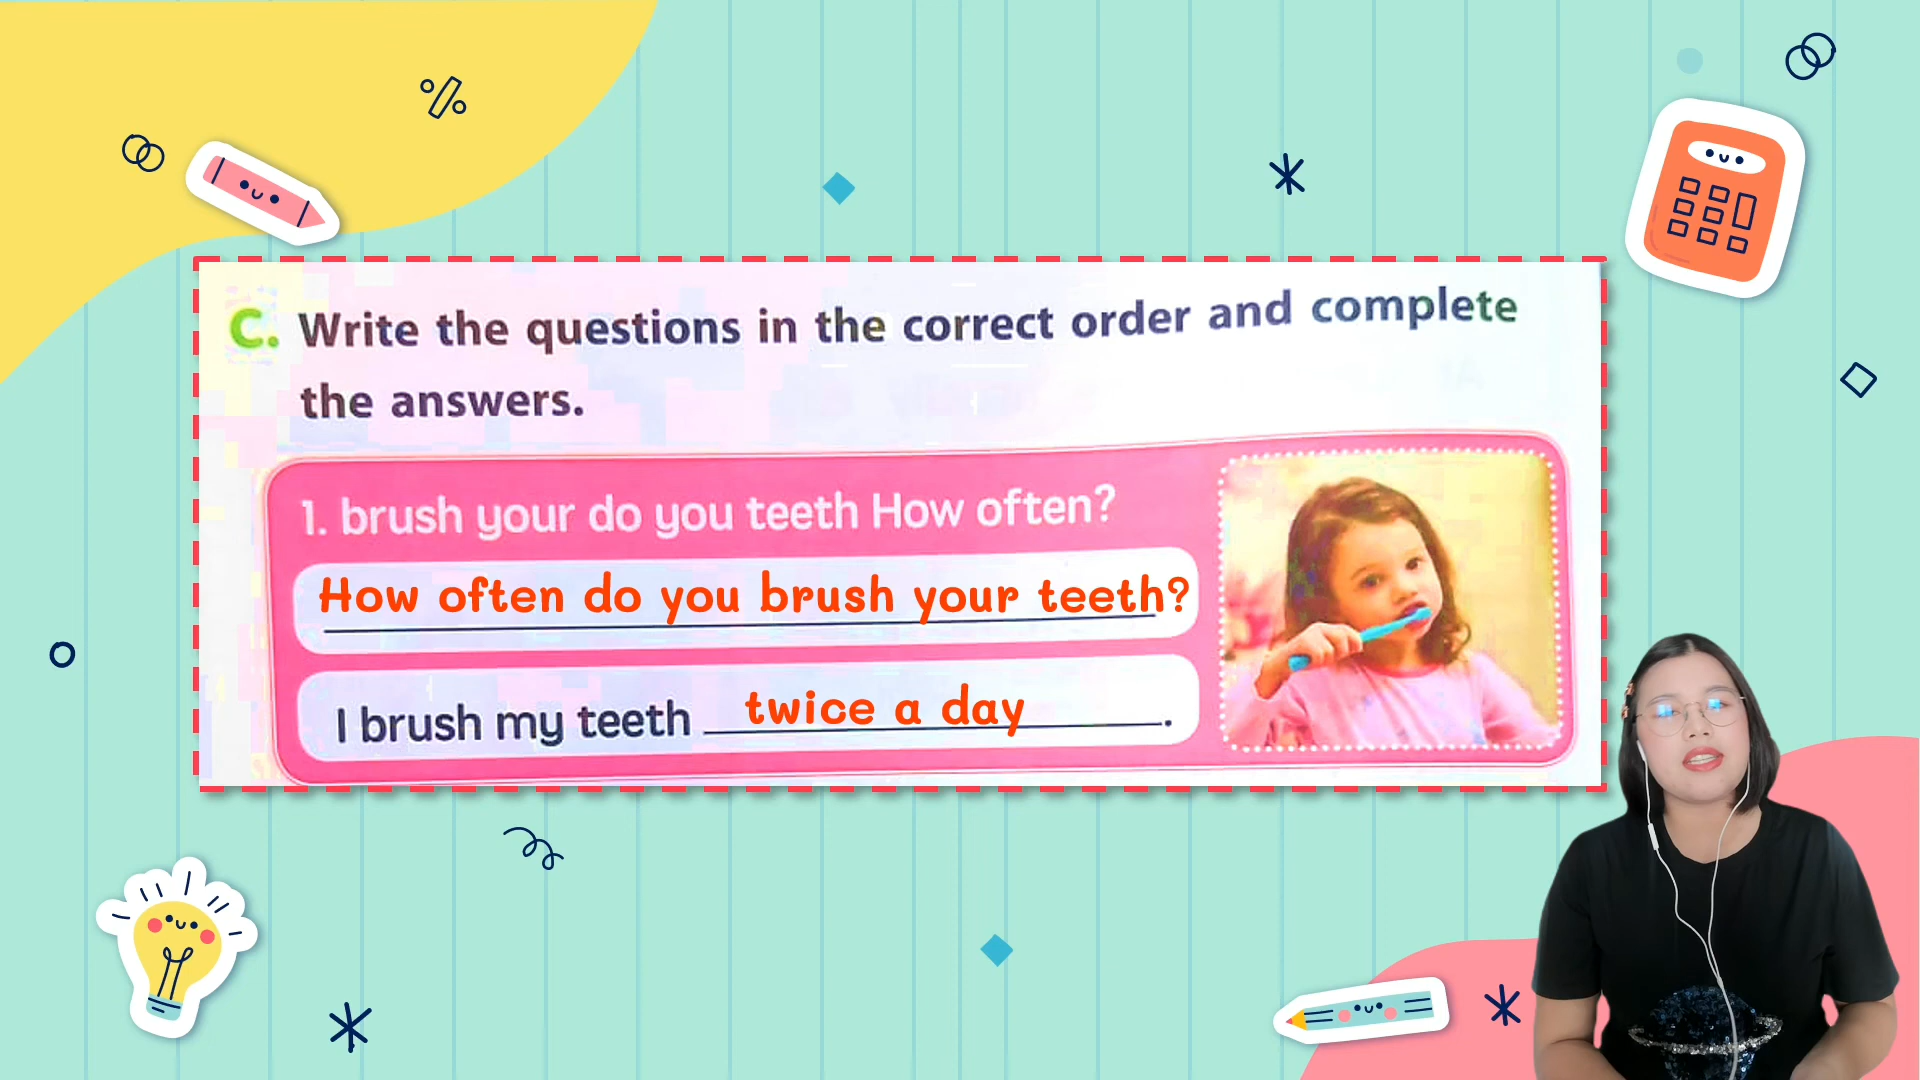 C. Write the questions in the correct order and complete
the answers.
1. brush your do you teeth How often?
How often do you brush your teeth?
I brush my teeth twice a day.